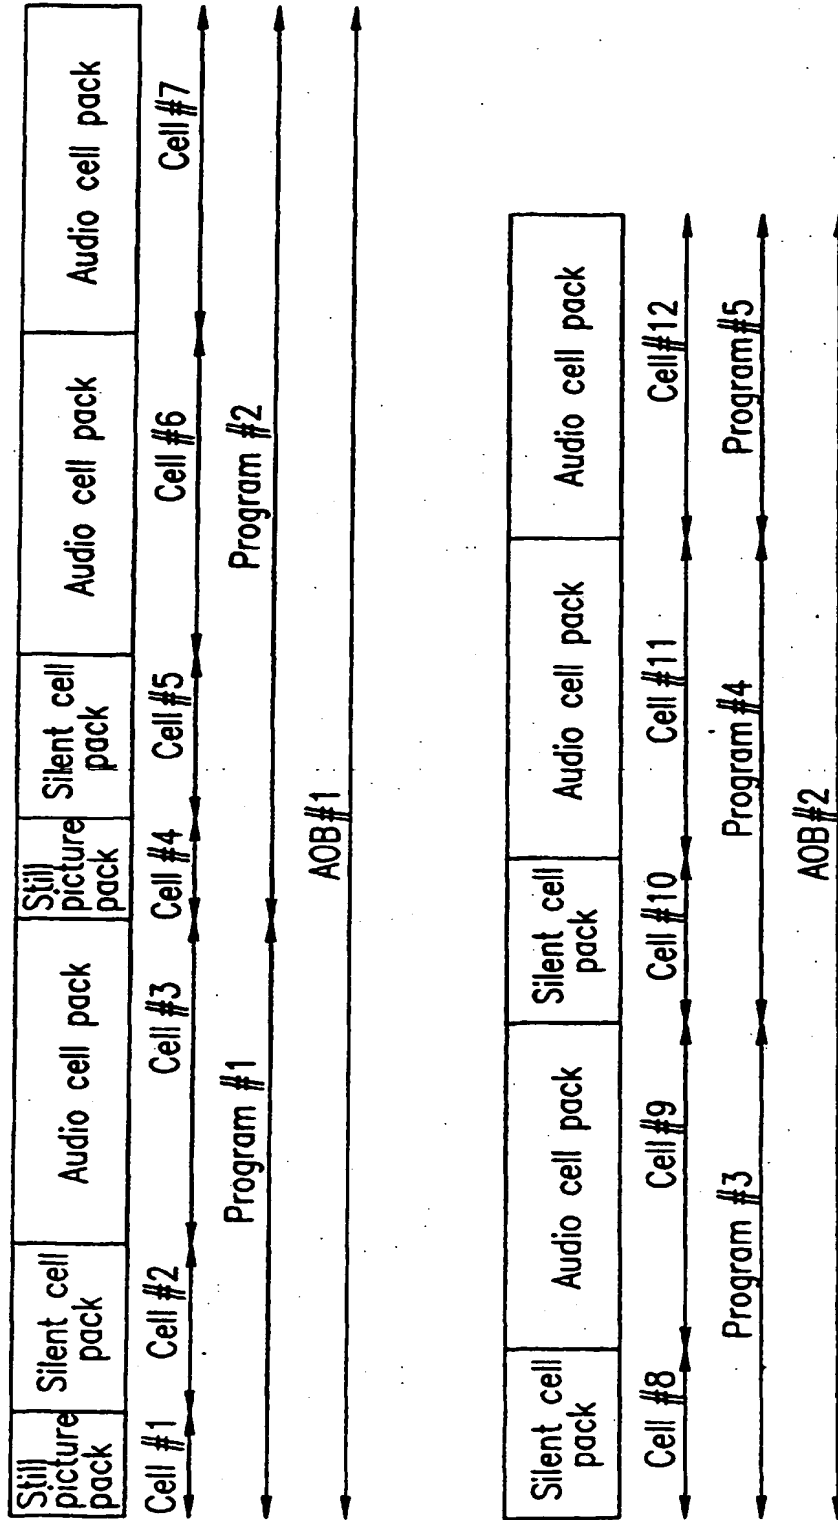 Still
picture
pack
Silent cell
pack
Audio cell pack
Still
picture
pack
Silent cell
pack
Audio cell pack
Audio cell pack
Cell #1
Cell #2
Cell #3
Cell #4
Cell #5
Cell #6
Cell #7
Program #1
Program #2
AOB#1
Silent cell
pack
Audio cell pack
Silent cell
pack
Audio cell pack
Audio cell pack
Cell #8
Cell#9
Cell #10
Cell #11
Cell#12
Program #3
Program#4
Program#5
AOB#2